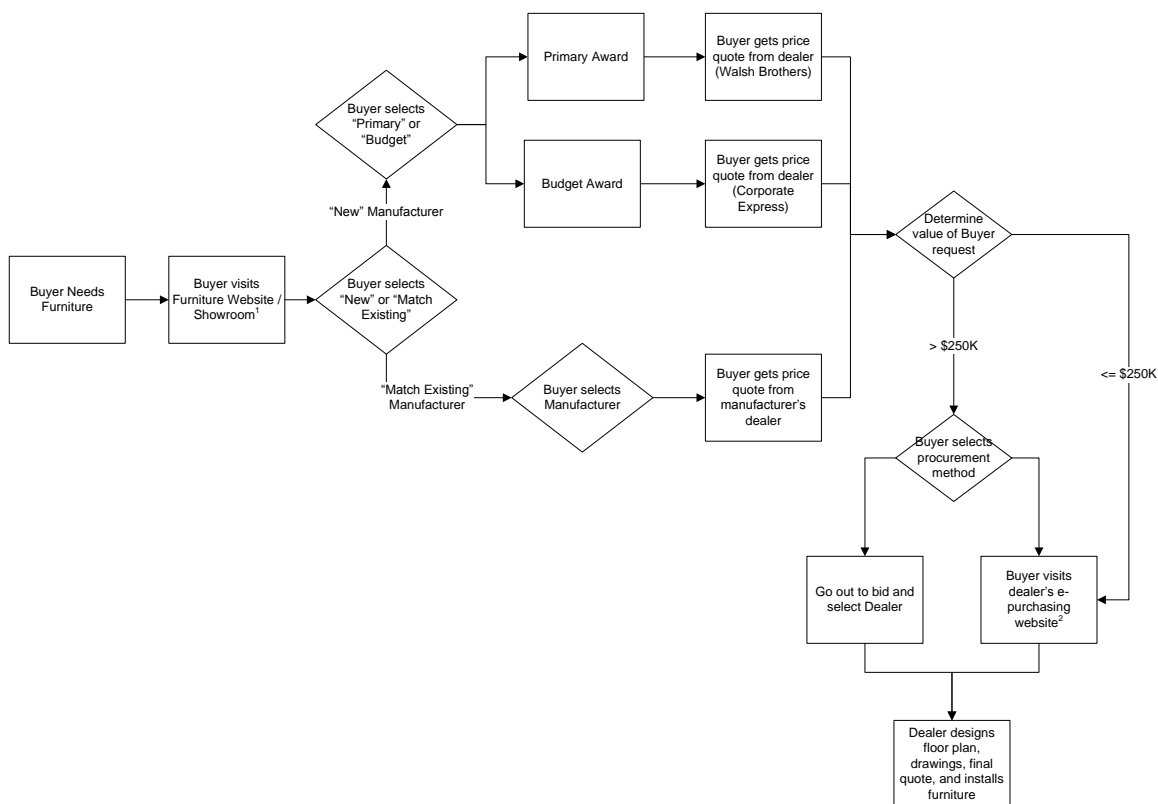 Primary Award
Buyer gets price
quote from dealer
(Walsh Brothers)
Buyer selects
“Primary” or
“Budget”
Budget Award
Buyer gets price
quote from dealer
(Corporate
Express)
“New” Manufacturer
Determine
value of Buyer
request
Buyer Needs
Furniture
Buyer visits
Furniture Website /
Showroom¹
Buyer selects
“New” or “Match
Existing”
> $250K
<= $250K
“Match Existing”
Manufacturer
Buyer selects
Manufacturer
Buyer gets price
quote from
manufacturer’s
dealer
Buyer selects
procurement
method
Go out to bid and
select Dealer
Buyer visits
dealer’s e-
purchasing
website²
Dealer designs
floor plan,
drawings, final
quote, and installs
furniture